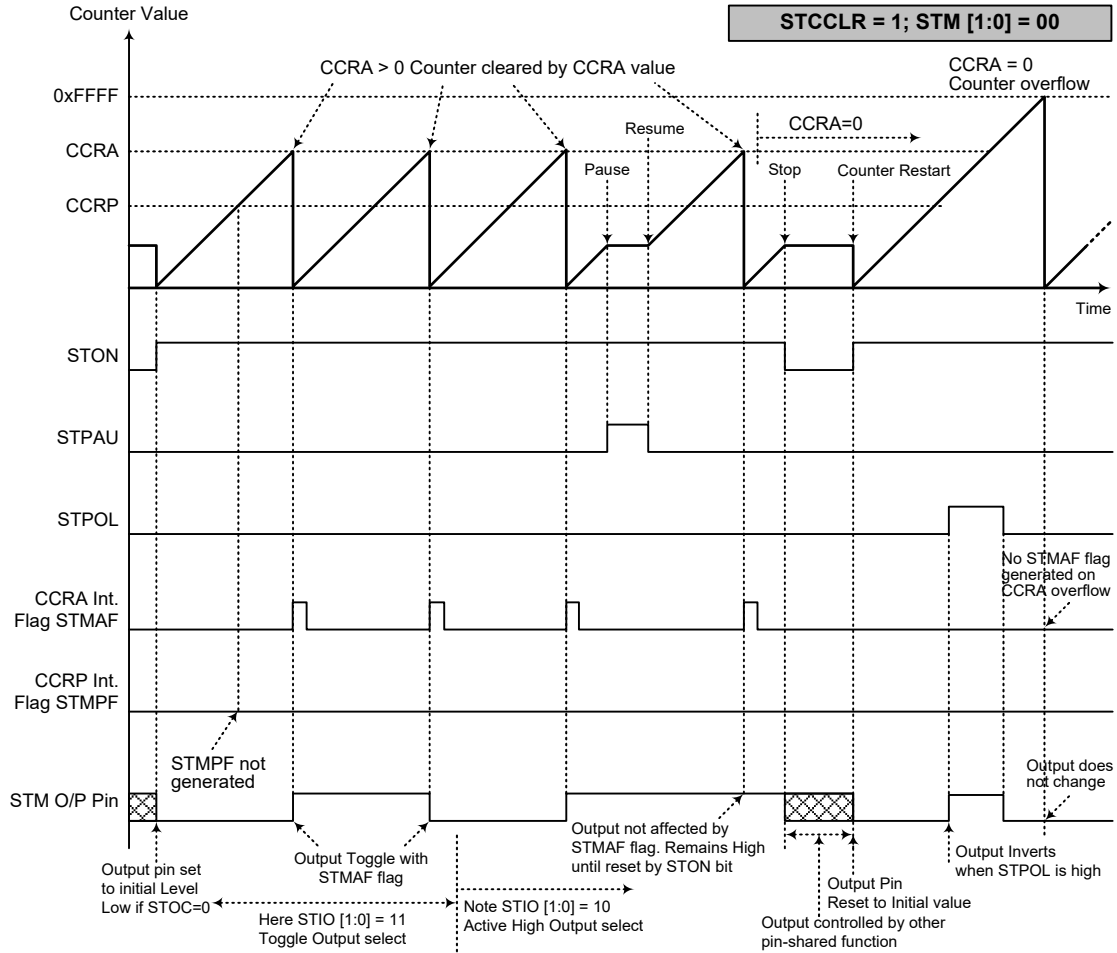 Counter Value
STCCLR = 1; STM [1:0] = 00
CCRA > 0 Counter cleared by CCRA value
CCRA = 0
Counter overflow
0xFFFF
Resume
CCRA=0
CCRA
Pause
Stop
Counter Restart
CCRP
Time
STON
STPAU
STPOL
No STMAF flag
generated on
CCRA overflow
CCRA Int.
Flag STMAF
CCRP Int.
Flag STMPF
STMPF not
generated
Output does
not change
STM O/P Pin
Output pin set
to initial Level
Low if STOC=0
Output Toggle with
STMAF flag
Output not affected by
STMAF flag. Remains High
until reset by STON bit
Output Inverts
when STPOL is high
Output Pin
Reset to Initial value
Here STIO [1:0] = 11
Toggle Output select
Note STIO [1:0] = 10
Active High Output select
Output controlled by other
pin-shared function